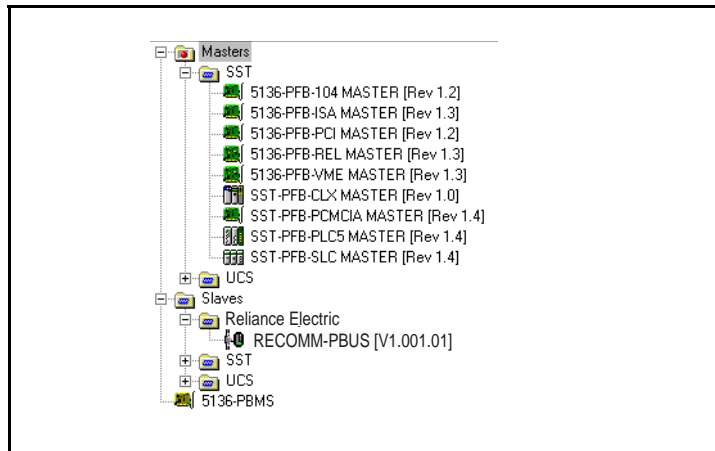 Masters
SST
5136-PFB-104 MASTER [Rev 1.2]
5136-PFB-ISA MASTER [Rev 1.3]
5136-PFB-PCI MASTER [Rev 1.2]
5136-PFB-REL MASTER [Rev 1.3]
5136-PFB-VME MASTER [Rev 1.3]
SST-PFB-CLX MASTER [Rev 1.0]
SST-PFB-PCMCIA MASTER [Rev 1.4]
SST-PFB-PLC5 MASTER [Rev 1.4]
SST-PFB-SLC MASTER [Rev 1.4]
UCS
Slaves
Reliance Electric
RECOMM-PBUS [V1.001.01]
SST
UCS
5136-PBMS